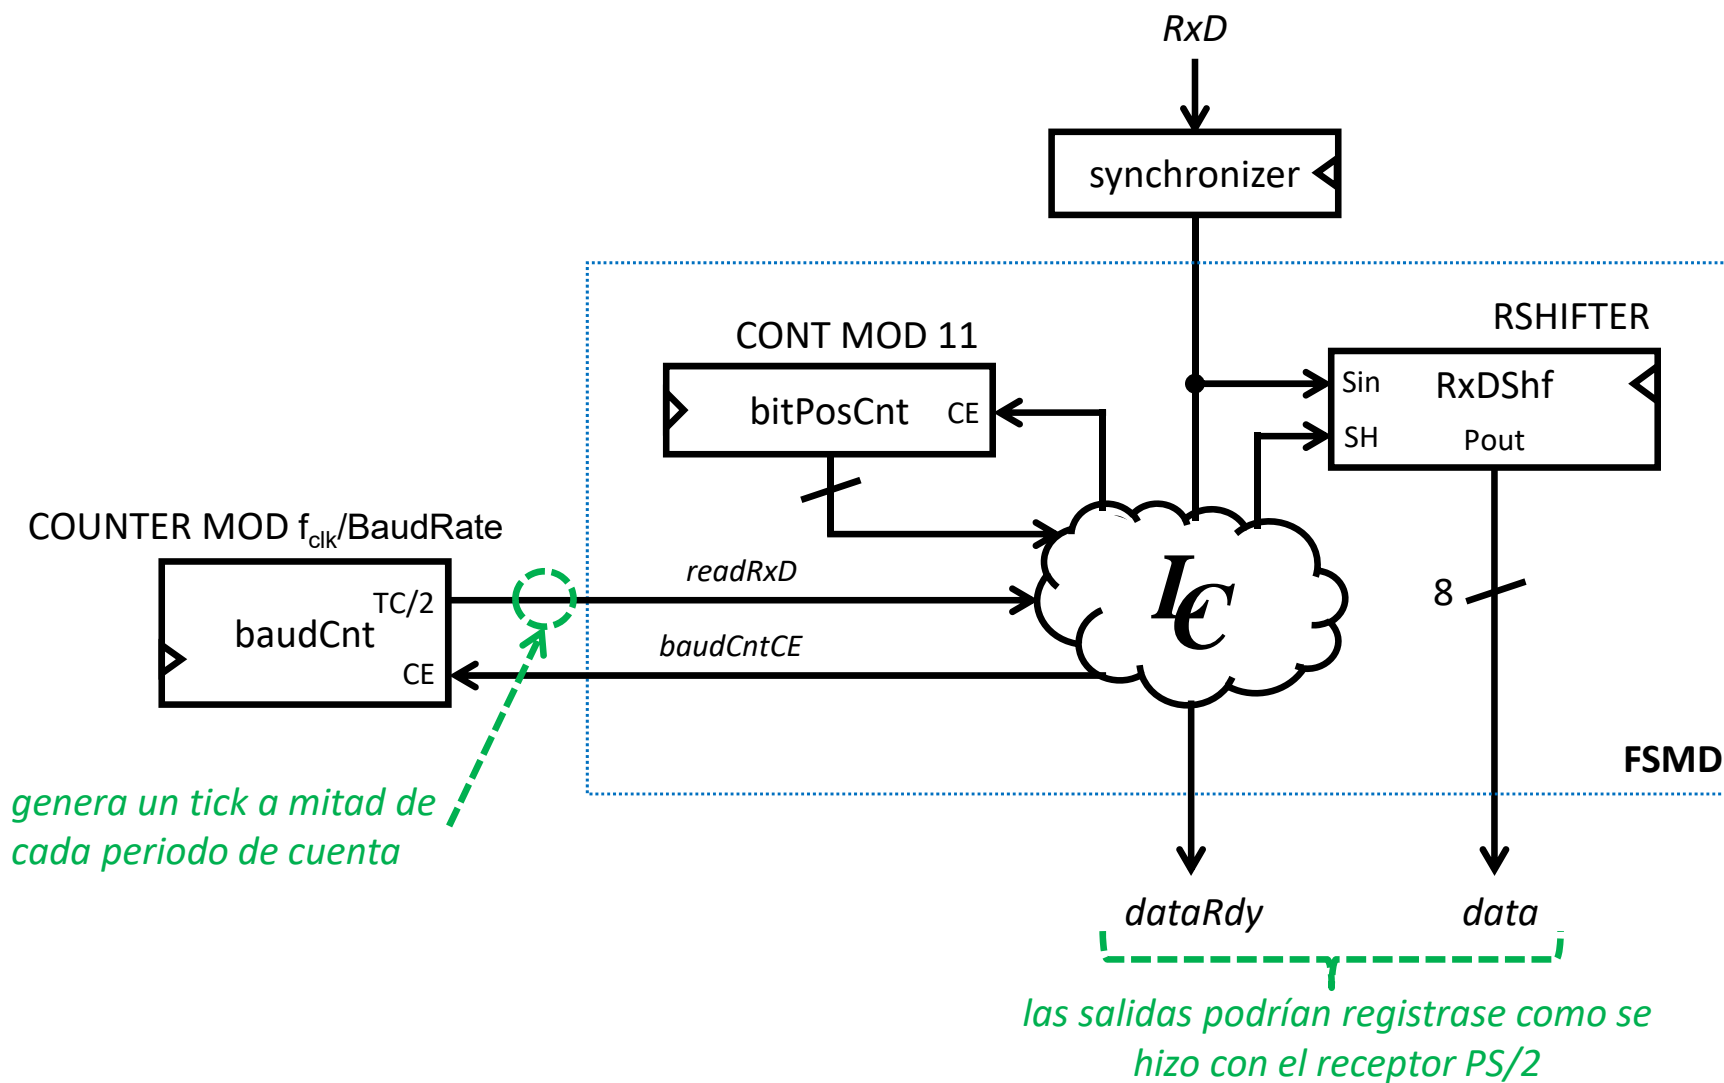 RxD
synchronizer
RSHIFTER
CONT MOD 11
Sin
RxDShf
bitPosCnt
CE
SH
Pout
COUNTER MOD fclk/BaudRate
readRxD
TC/2
LC
8
baudCnt
baudCntCE
CE
FSMD
genera un tick a mitad de
cada periodo de cuenta
dataRdy
data
las salidas podrían registrase como se
hizo con el receptor PS/2